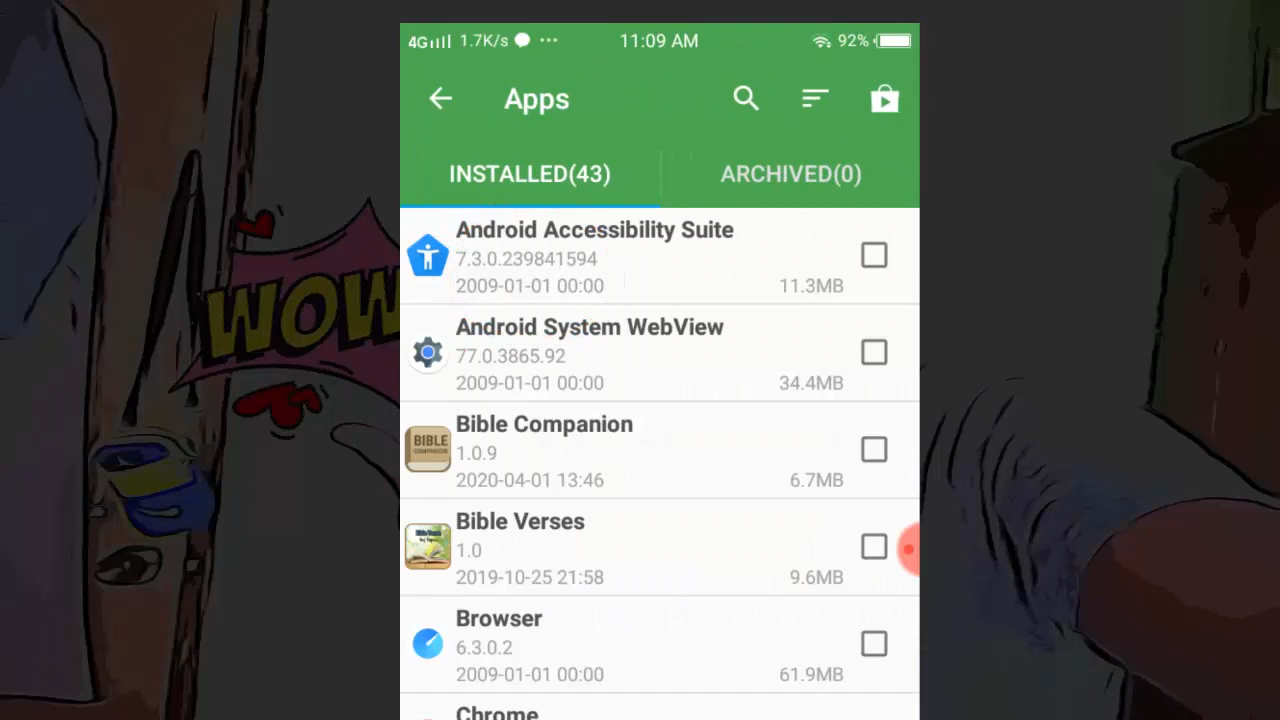 4G 1.7K/s ... 11:09 AM 92%
Apps
INSTALLED(43) ARCHIVED(0)
Android Accessibility Suite
7.3.0.239841594
2009-01-01 00:00 11.3MB
Android System WebView
77.0.3865.92
2009-01-01 00:00 34.4MB
BIBLE
COMPANION
Bible Companion
1.0.9
2020-04-01 13:46 6.7MB
Bible Verses
1.0
2019-10-25 21:58 9.6MB
Browser
6.3.0.2
2009-01-01 00:00 61.9MB
Chrome
WOW